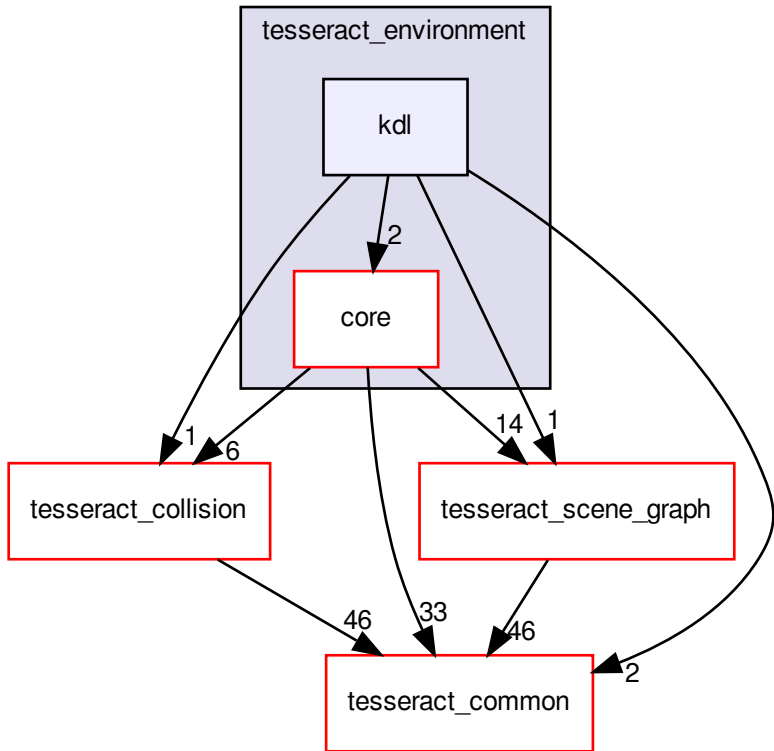 tesseract_environment
kdl
2
core
14
1
1
6
tesseract_collision
tesseract_scene_graph
46
33
46
2
tesseract_common